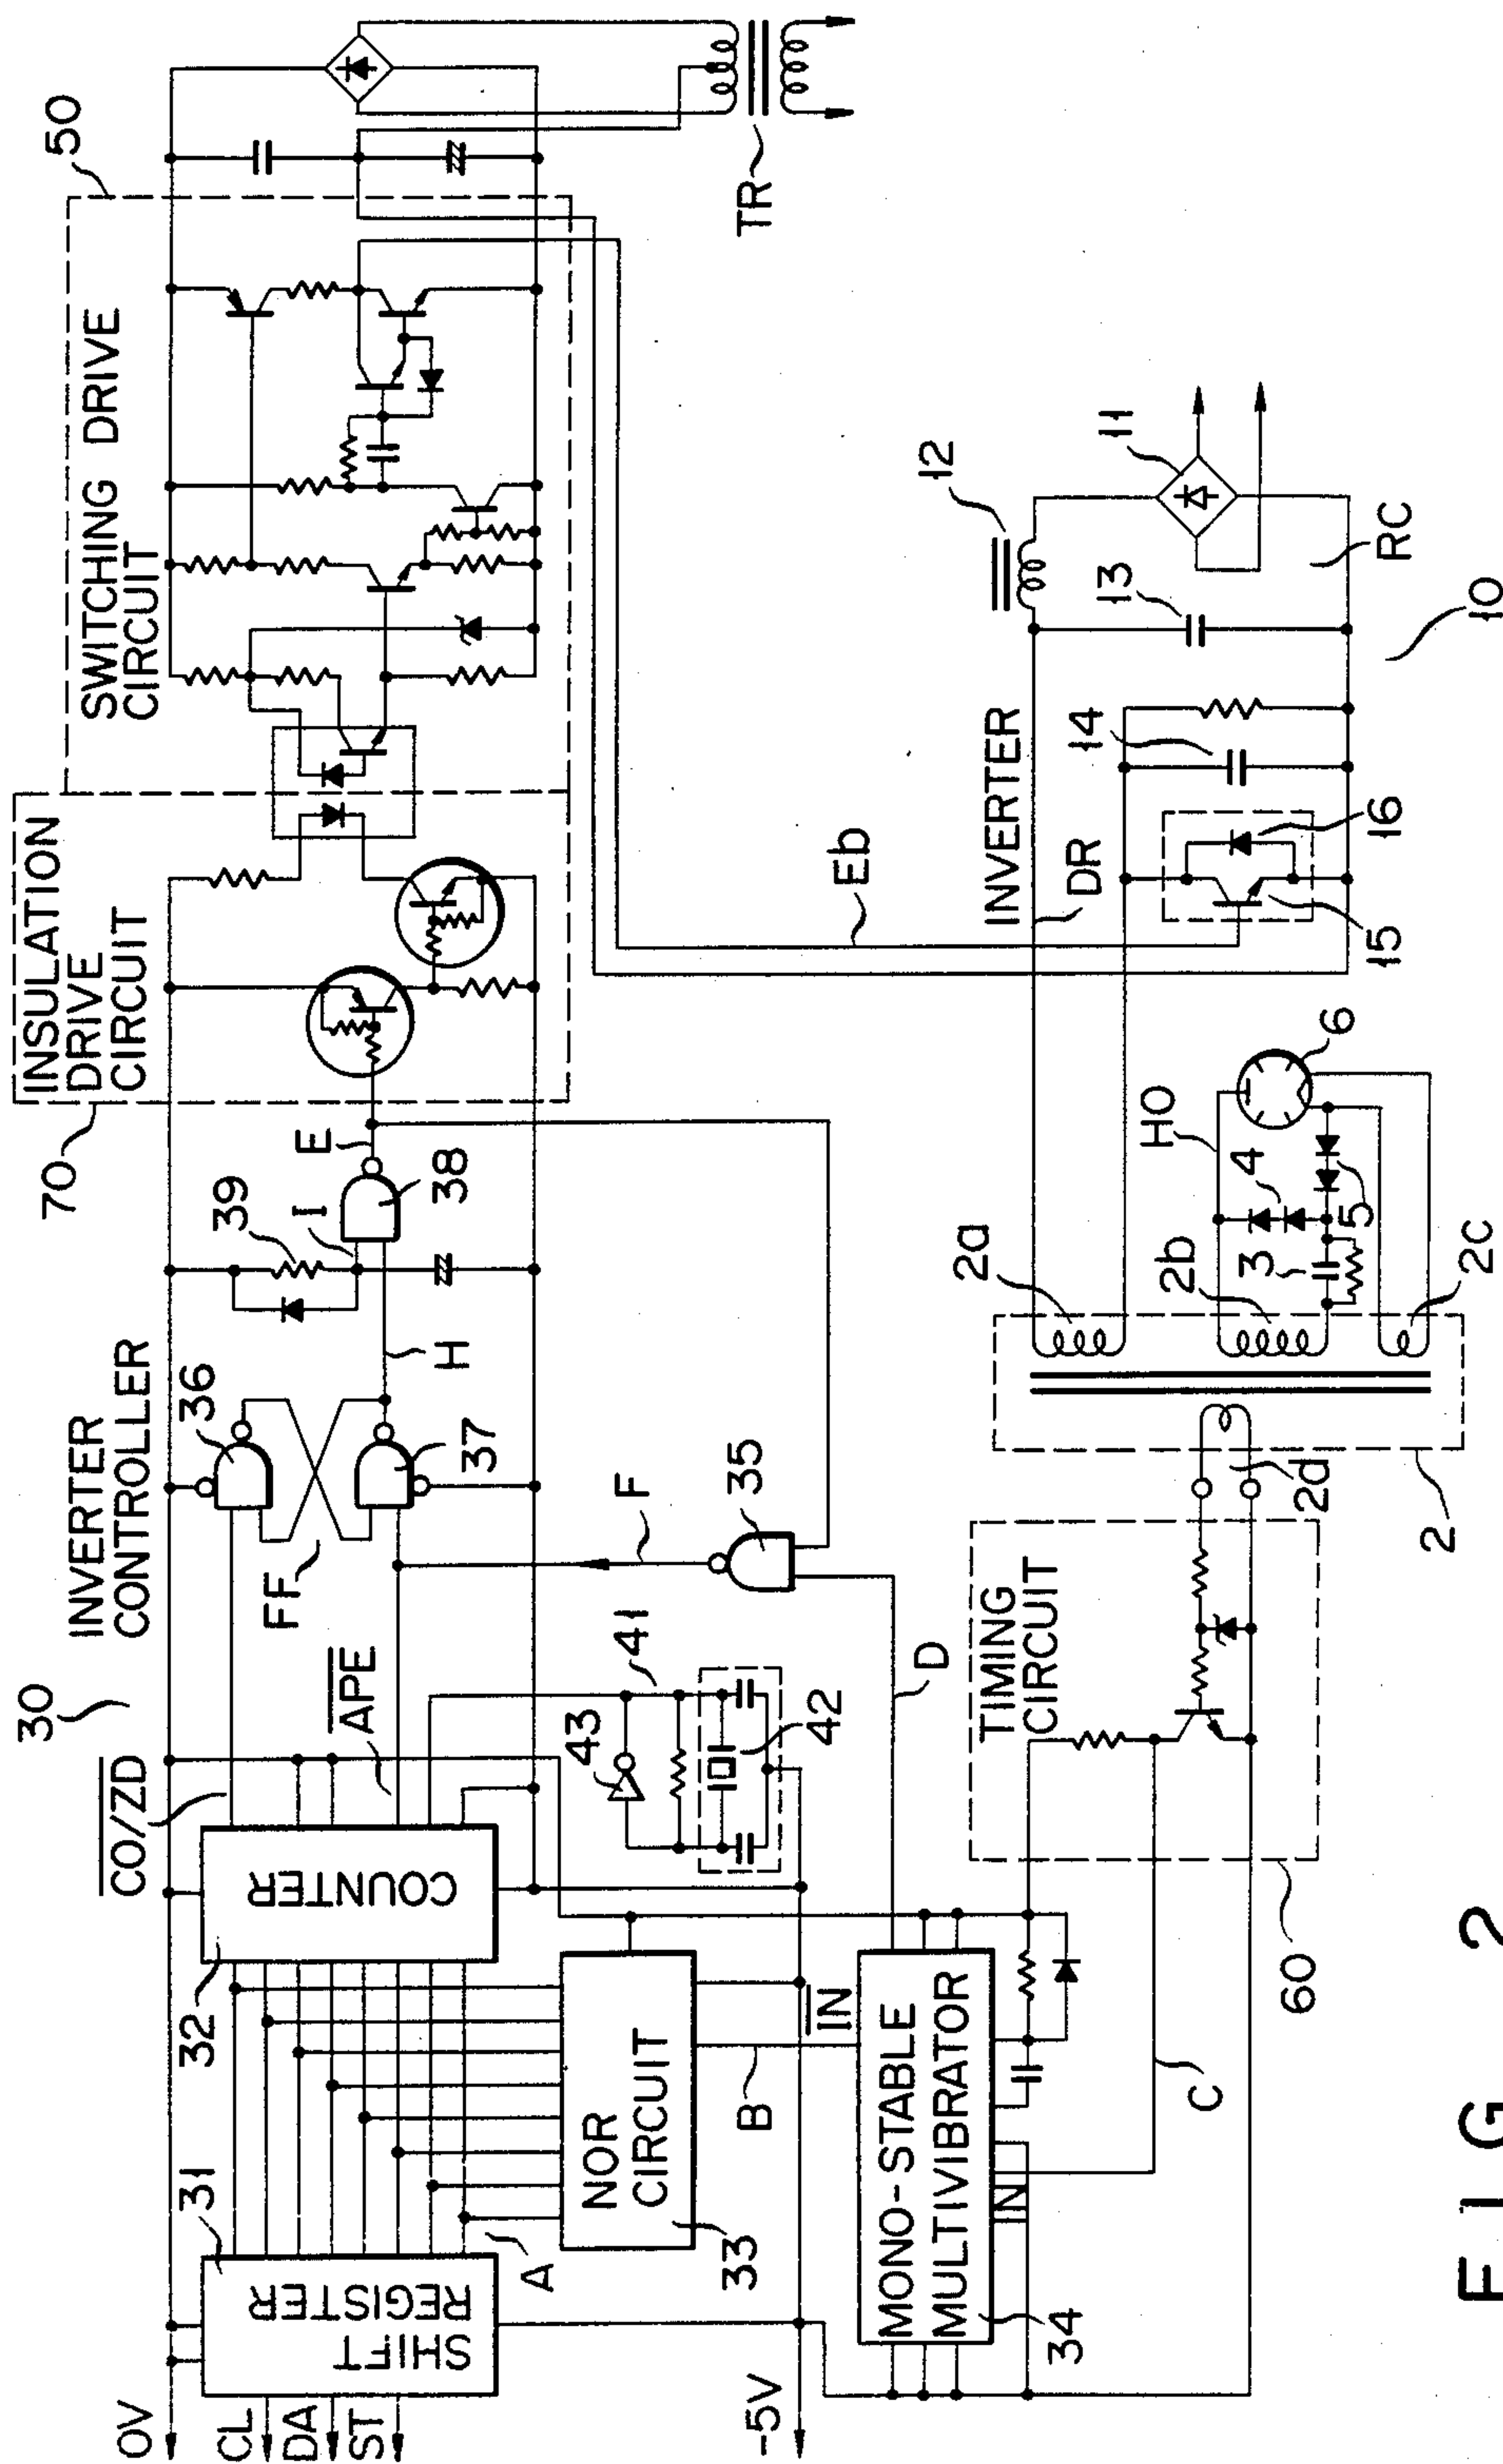 50
SWITCHING DRIVE
CIRCUIT
INSULATION
DRIVE
CIRCUIT
70
TR
INVERTER
CONTROLLER
30
E
I
39
38
36
H
37
FF
CO/ZD
APE
F
35
COUNTER
32
43
41
42
31
SHIFT
REGISTER
A
NOR
CIRCUIT
33
0V
CL
DA
ST
-5V
B
IN
D
MONO-STABLE
MULTIVIBRATOR
IN
34
C
TIMING
CIRCUIT
60
2d
2
2a
2b
2c
3
4
5
HO
6
Eb
INVERTER
DR
12
11
13
14
RC
15
16
10
FIG 2